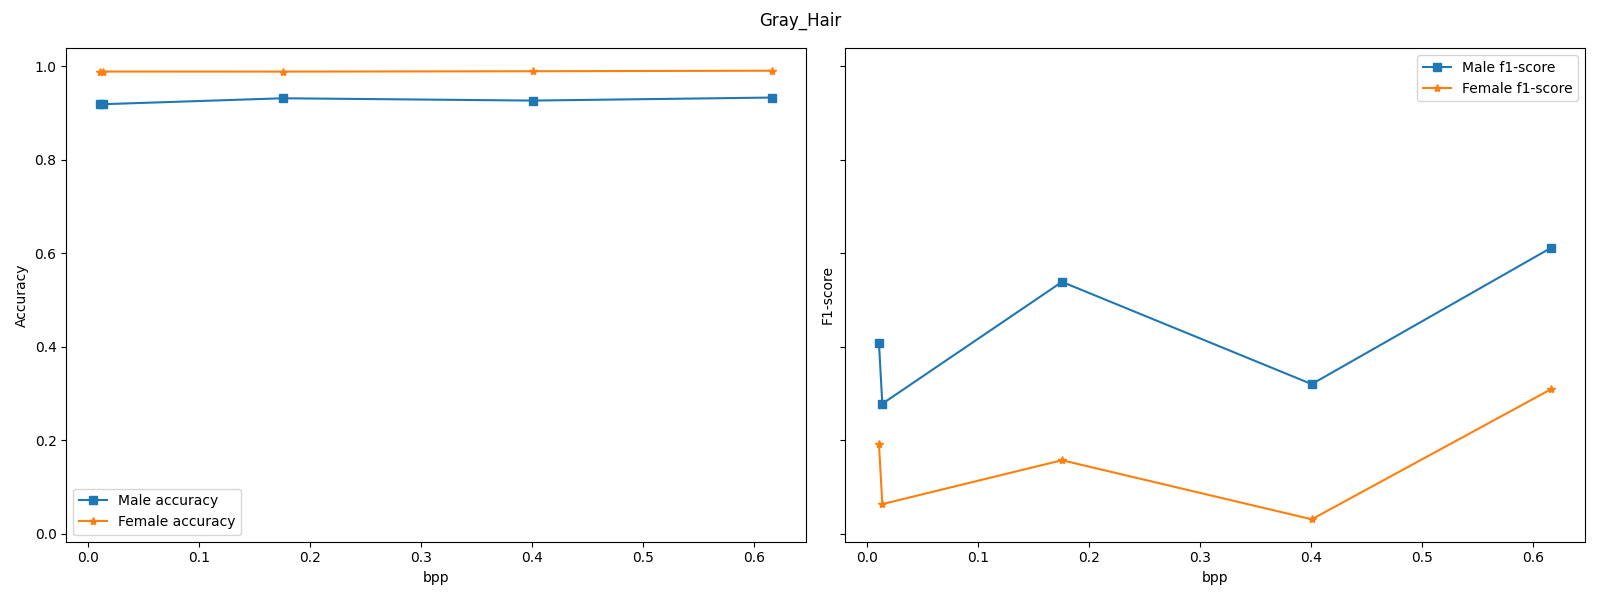 Gray_Hair
Accuracy
1.0
0.8
0.6
0.4
0.2
0.0
Male accuracy
Female accuracy
0.0 0.1 0.2 0.3 0.4 0.5 0.6
bpp
F1-score
Male f1-score
Female f1-score
0.0 0.1 0.2 0.3 0.4 0.5 0.6
bpp